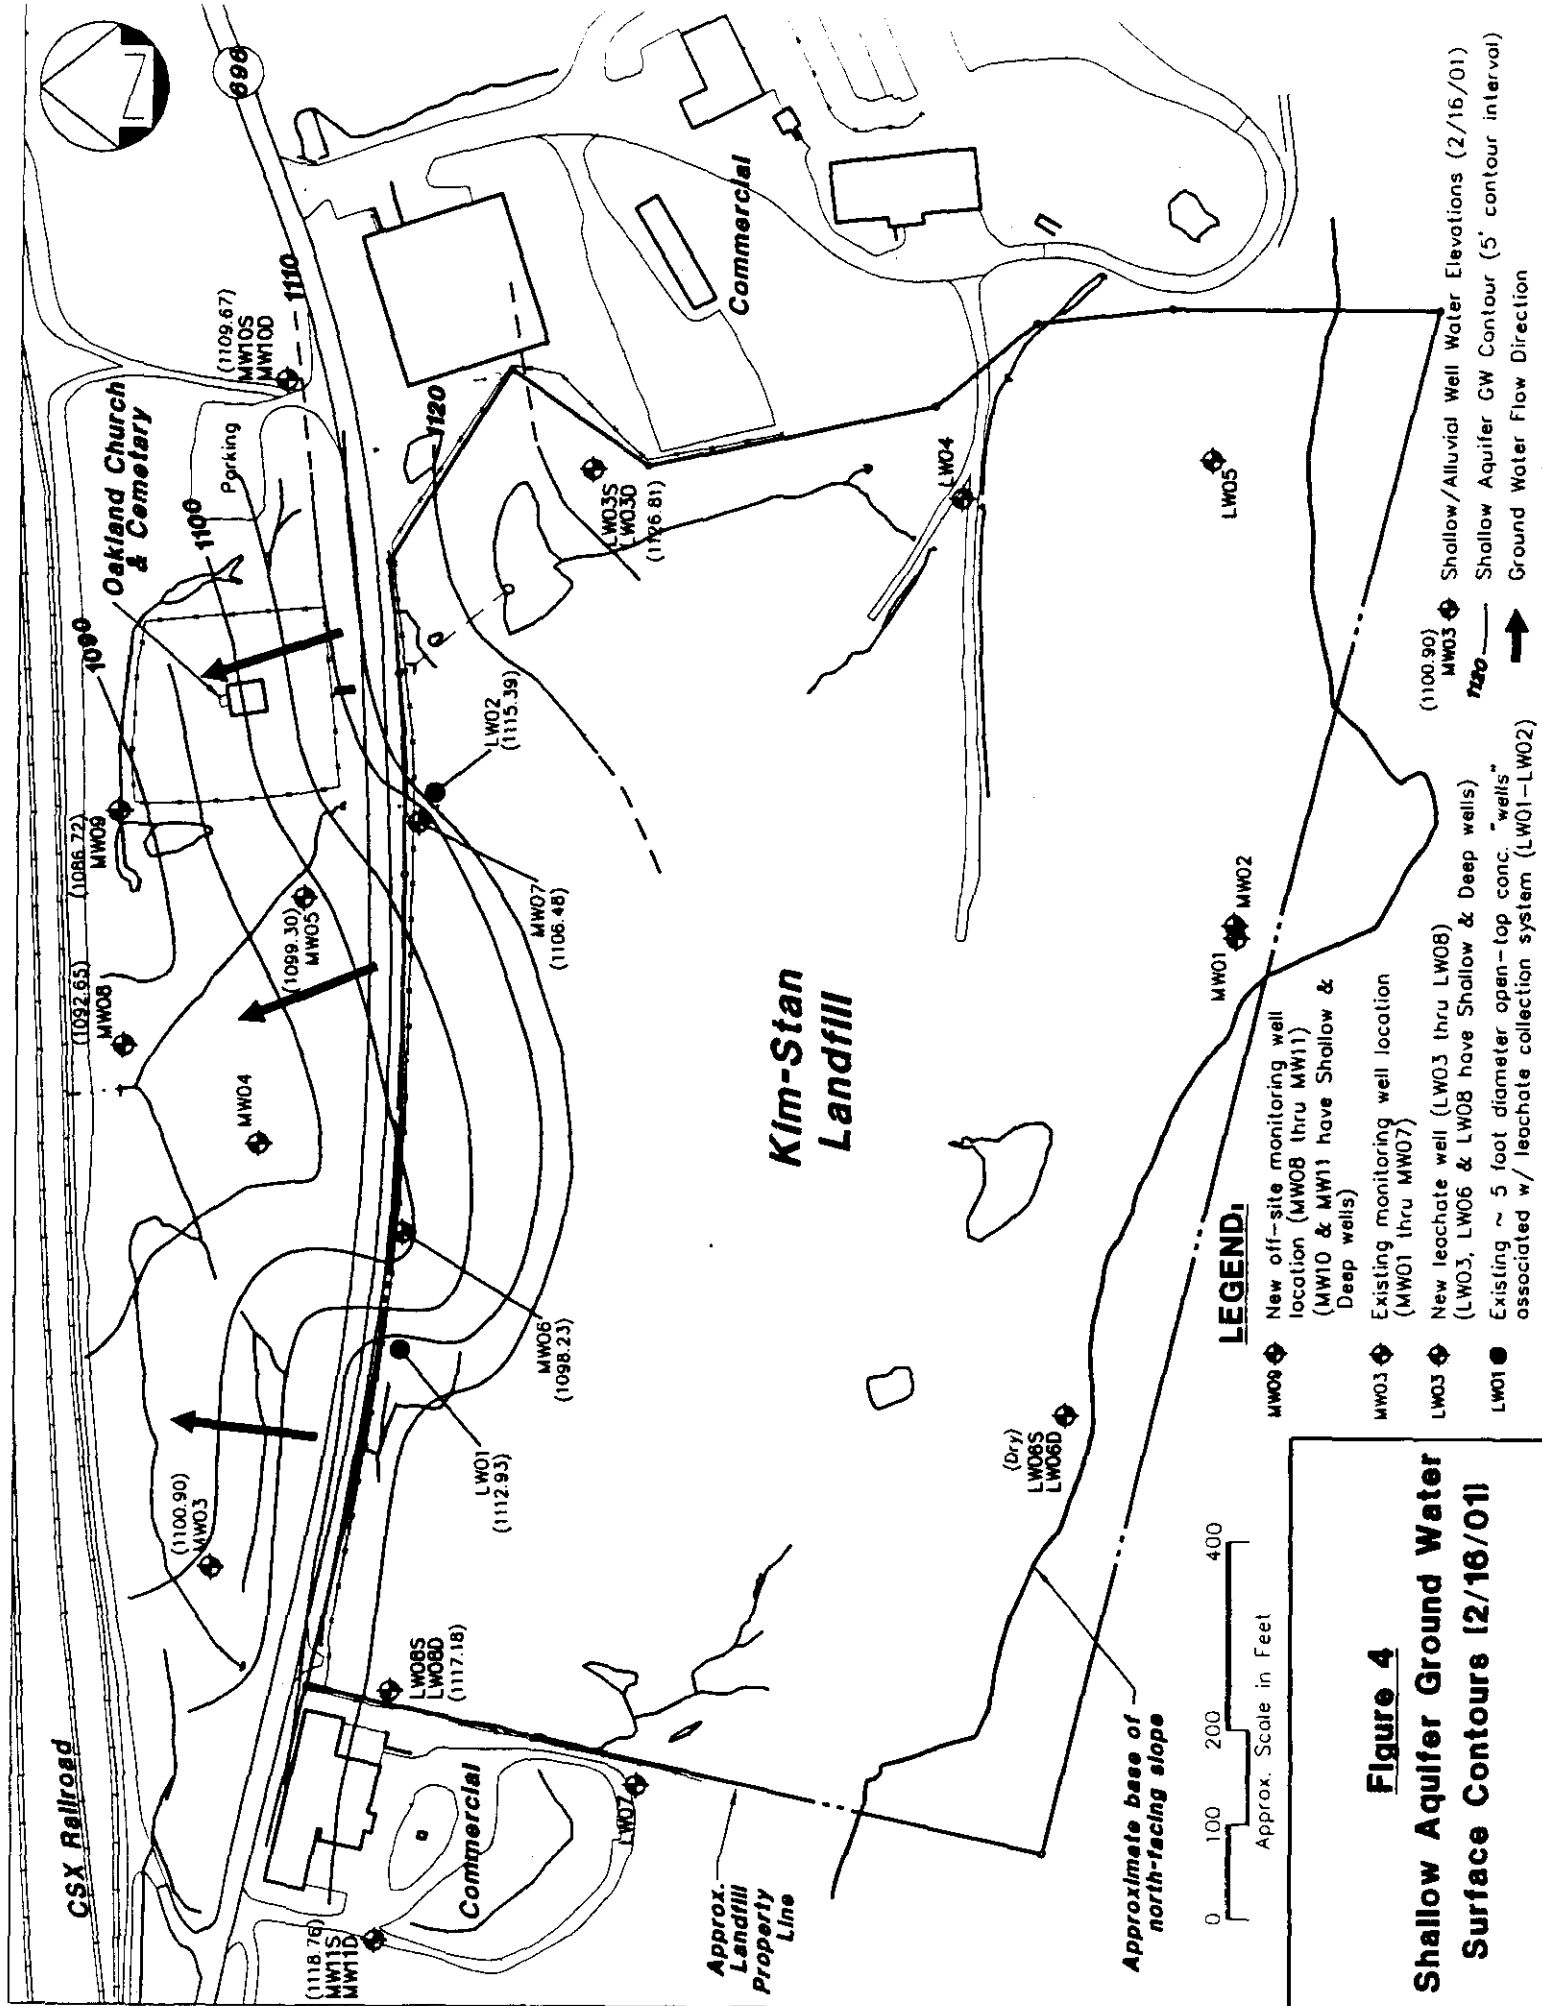 CSX Railroad
(1118.76)
MW11S
MW11D
Commercial
LW07
LW08S
LW08D
(1117.18)
(1100.90)
MW03
LW01
(1112.93)
MW06
(1098.23)
MW04
(1092.65)
MW08
(1099.30)
MW05
(1086.72)
MW09
MW07
(1106.48)
LW02
(1115.39)
1090
Oakland Church
& Cemetary
1100
Parking
(1109.67)
MW10S
MW10D
1110
1120
696
N
LW03S
LW03D
(1126.81)
Commercial
LW04
LW05
Kim-Stan
Landfill
MW01
MW02
(Dry)
LW06S
LW06D
Approx.
Landfill
Property
Line
Approximate base of
north-facing slope
0 100 200 400
Approx. Scale in Feet
LEGEND:
MW09 New off-site monitoring well
location (MW08 thru MW11)
(MW10 & MW11 have Shallow &
Deep wells)
MW03 Existing monitoring well location
(MW01 thru MW07)
LW03 New leachate well (LW03 thru LW08)
(LW03, LW06 & LW08 have Shallow & Deep wells)
LW01 Existing ~ 5 foot diameter open-top conc. "wells"
associated w/ leachate collection system (LW01-LW02)
(1100.90)
MW03 Shallow/Alluvial Well Water Elevations (2/16/01)
1120 Shallow Aquifer GW Contour (5' contour interval)
Ground Water Flow Direction
Figure 4
Shallow Aquifer Ground Water
Surface Contours [2/16/01]